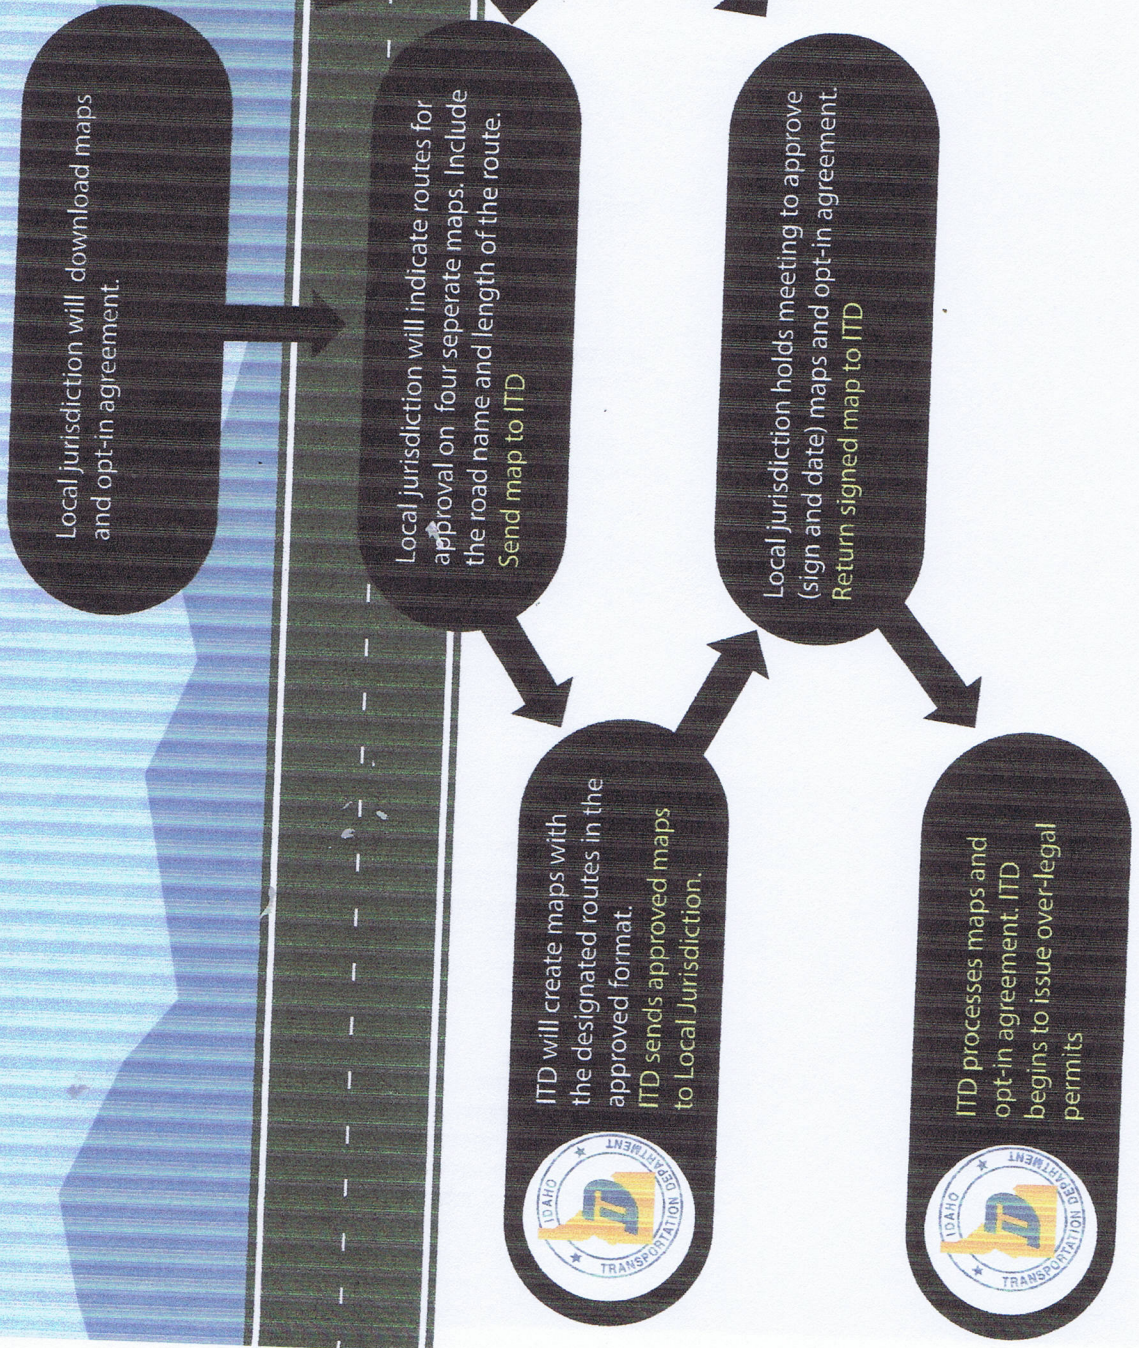 Local jurisdiction will download maps
and opt-in agreement.
Local jurisdiction will indicate routes for
approval on four seperate maps. Include
the road name and length of the route.
Send map to ITD
ITD will create maps with
the designated routes in the
approved format.
ITD sends approved maps
to Local Jurisdiction.
IDAHO
TRANSPORTATION DEPARTMENT
ITD
Local jurisdiction holds meeting to approve
(sign and date) maps and opt-in agreement.
Return signed map to ITD
ITD processes maps and
opt-in agreement. ITD
begins to issue over-legal
permits
IDAHO
TRANSPORTATION DEPARTMENT
ITD